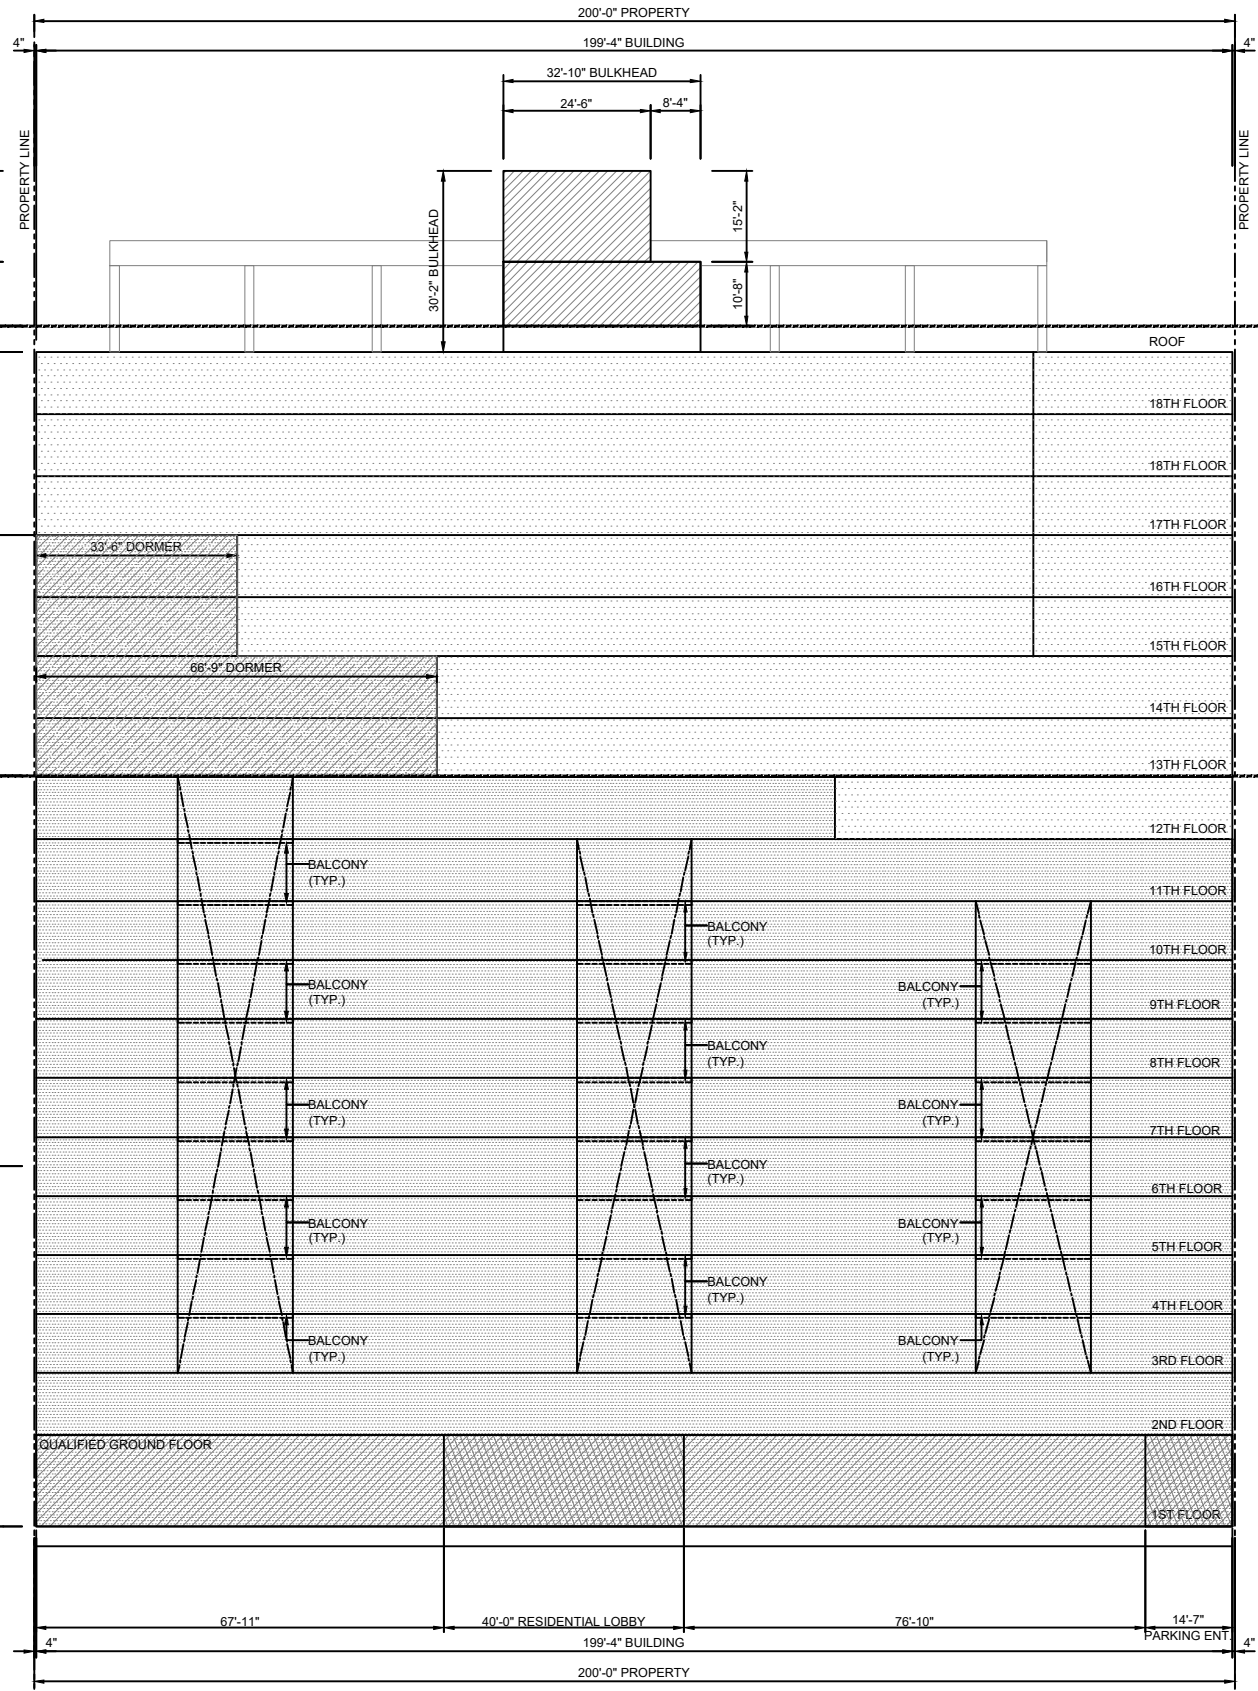 200'-0" PROPERTY
4"
199'-4" BUILDING
4"
32'-10" BULKHEAD
24'-6"
8'-4"
PROPERTY LINE
PROPERTY LINE
30'-2" BULKHEAD
15'-2"
10'-8"
ROOF
18TH FLOOR
18TH FLOOR
17TH FLOOR
33'-6" DORMER
16TH FLOOR
15TH FLOOR
66'-9" DORMER
14TH FLOOR
13TH FLOOR
12TH FLOOR
BALCONY
(TYP.)
11TH FLOOR
BALCONY
(TYP.)
10TH FLOOR
BALCONY
(TYP.)
BALCONY
(TYP.)
9TH FLOOR
BALCONY
(TYP.)
8TH FLOOR
BALCONY
(TYP.)
BALCONY
(TYP.)
7TH FLOOR
BALCONY
(TYP.)
6TH FLOOR
BALCONY
(TYP.)
BALCONY
(TYP.)
5TH FLOOR
BALCONY
(TYP.)
4TH FLOOR
BALCONY
(TYP.)
BALCONY
(TYP.)
3RD FLOOR
2ND FLOOR
QUALIFIED GROUND FLOOR
1ST FLOOR
67'-11"
40'-0" RESIDENTIAL LOBBY
76'-10"
14'-7"
PARKING ENT.
4"
199'-4" BUILDING
4"
200'-0" PROPERTY